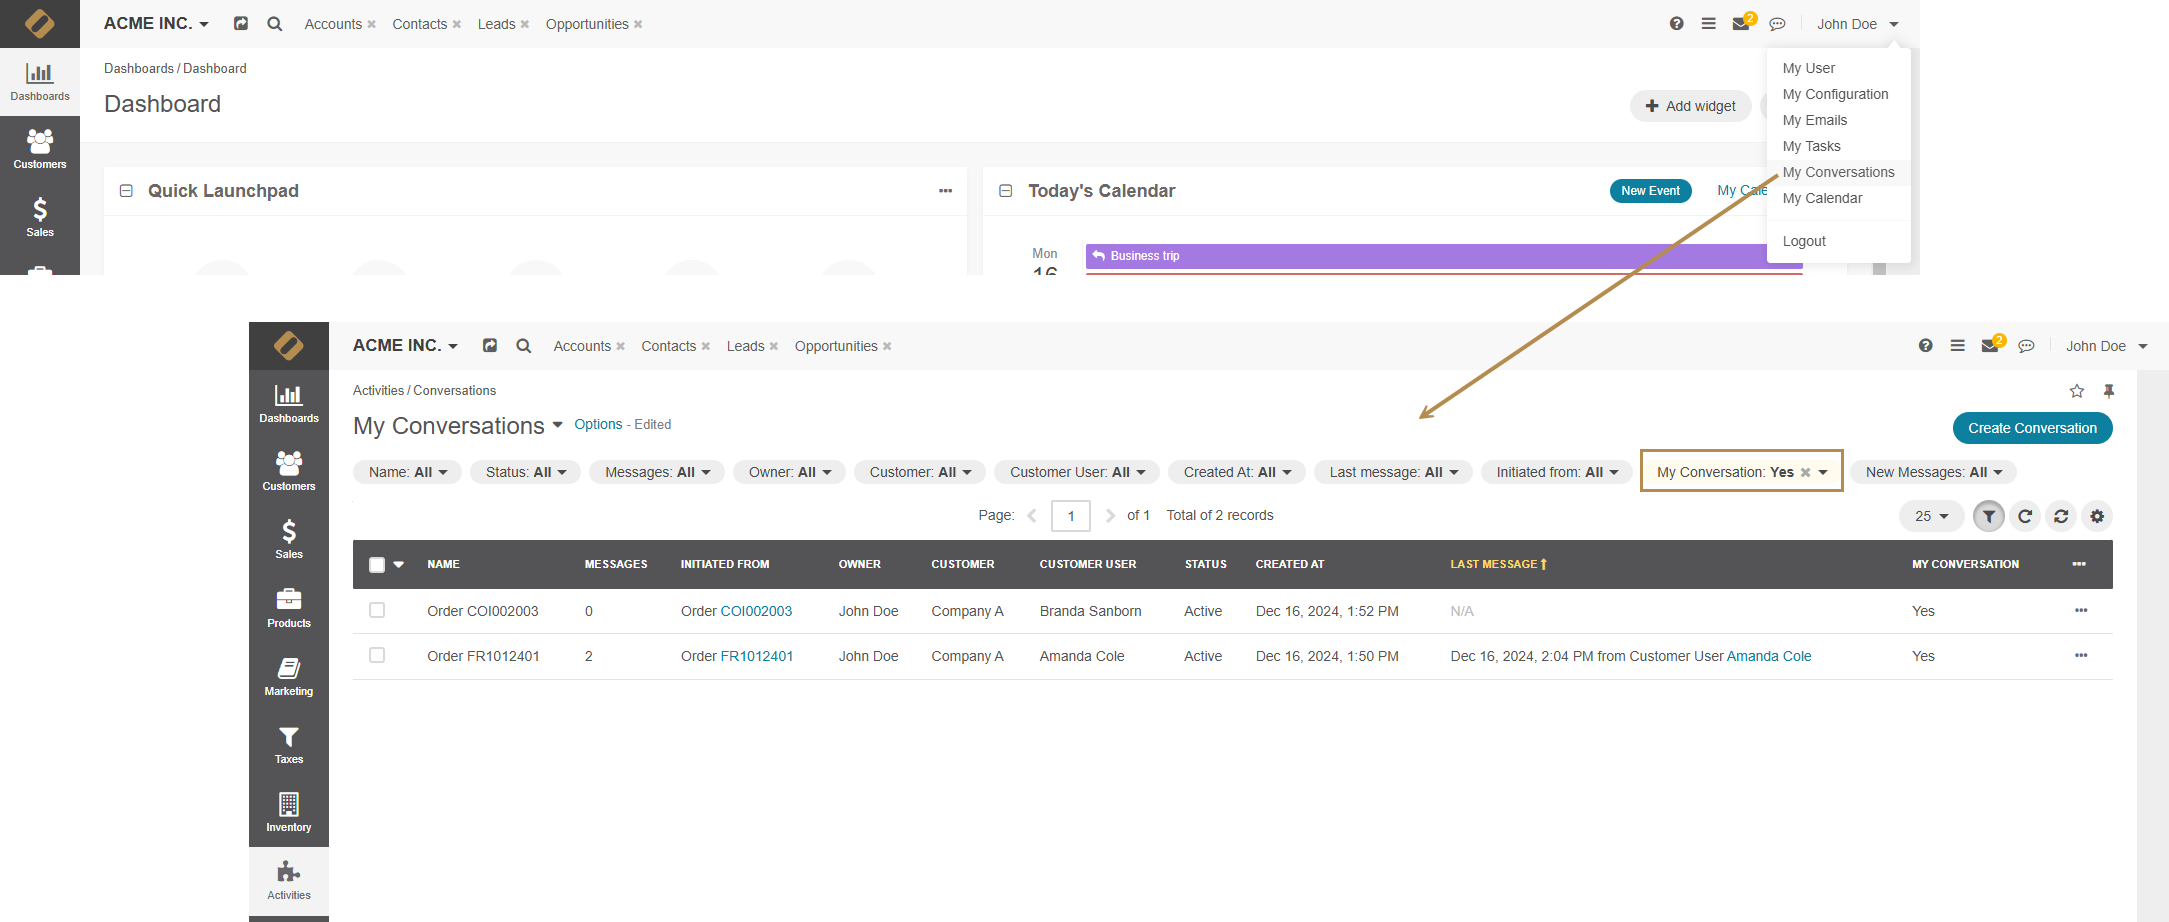 ACME INC. Accounts Contacts Leads Opportunities 2 John Doe
Dashboards
Customers
Sales
Dashboards / Dashboard
Dashboard
Add widget
My User
My Configuration
My Emails
My Tasks
My Conversations
My Calendar
Logout
Quick Launchpad
Today's Calendar New Event My Cale
Mon
16
Business trip
ACME INC. Accounts Contacts Leads Opportunities 2 John Doe
Dashboards
Customers
Sales
Products
Marketing
Taxes
Inventory
Activities
Activities / Conversations
My Conversations Options - Edited
Create Conversation
Name: All Status: All Messages: All Owner: All Customer: All Customer User: All Created At: All Last message: All Initiated from: All My Conversation: Yes New Messages: All
Page: 1 of 1 Total of 2 records 25
NAME MESSAGES INITIATED FROM OWNER CUSTOMER CUSTOMER USER STATUS CREATED AT LAST MESSAGE MY CONVERSATION
Order COI002003 0 Order COI002003 John Doe Company A Branda Sanborn Active Dec 16, 2024, 1:52 PM N/A Yes
Order FR1012401 2 Order FR1012401 John Doe Company A Amanda Cole Active Dec 16, 2024, 1:50 PM Dec 16, 2024, 2:04 PM from Customer User Amanda Cole Yes